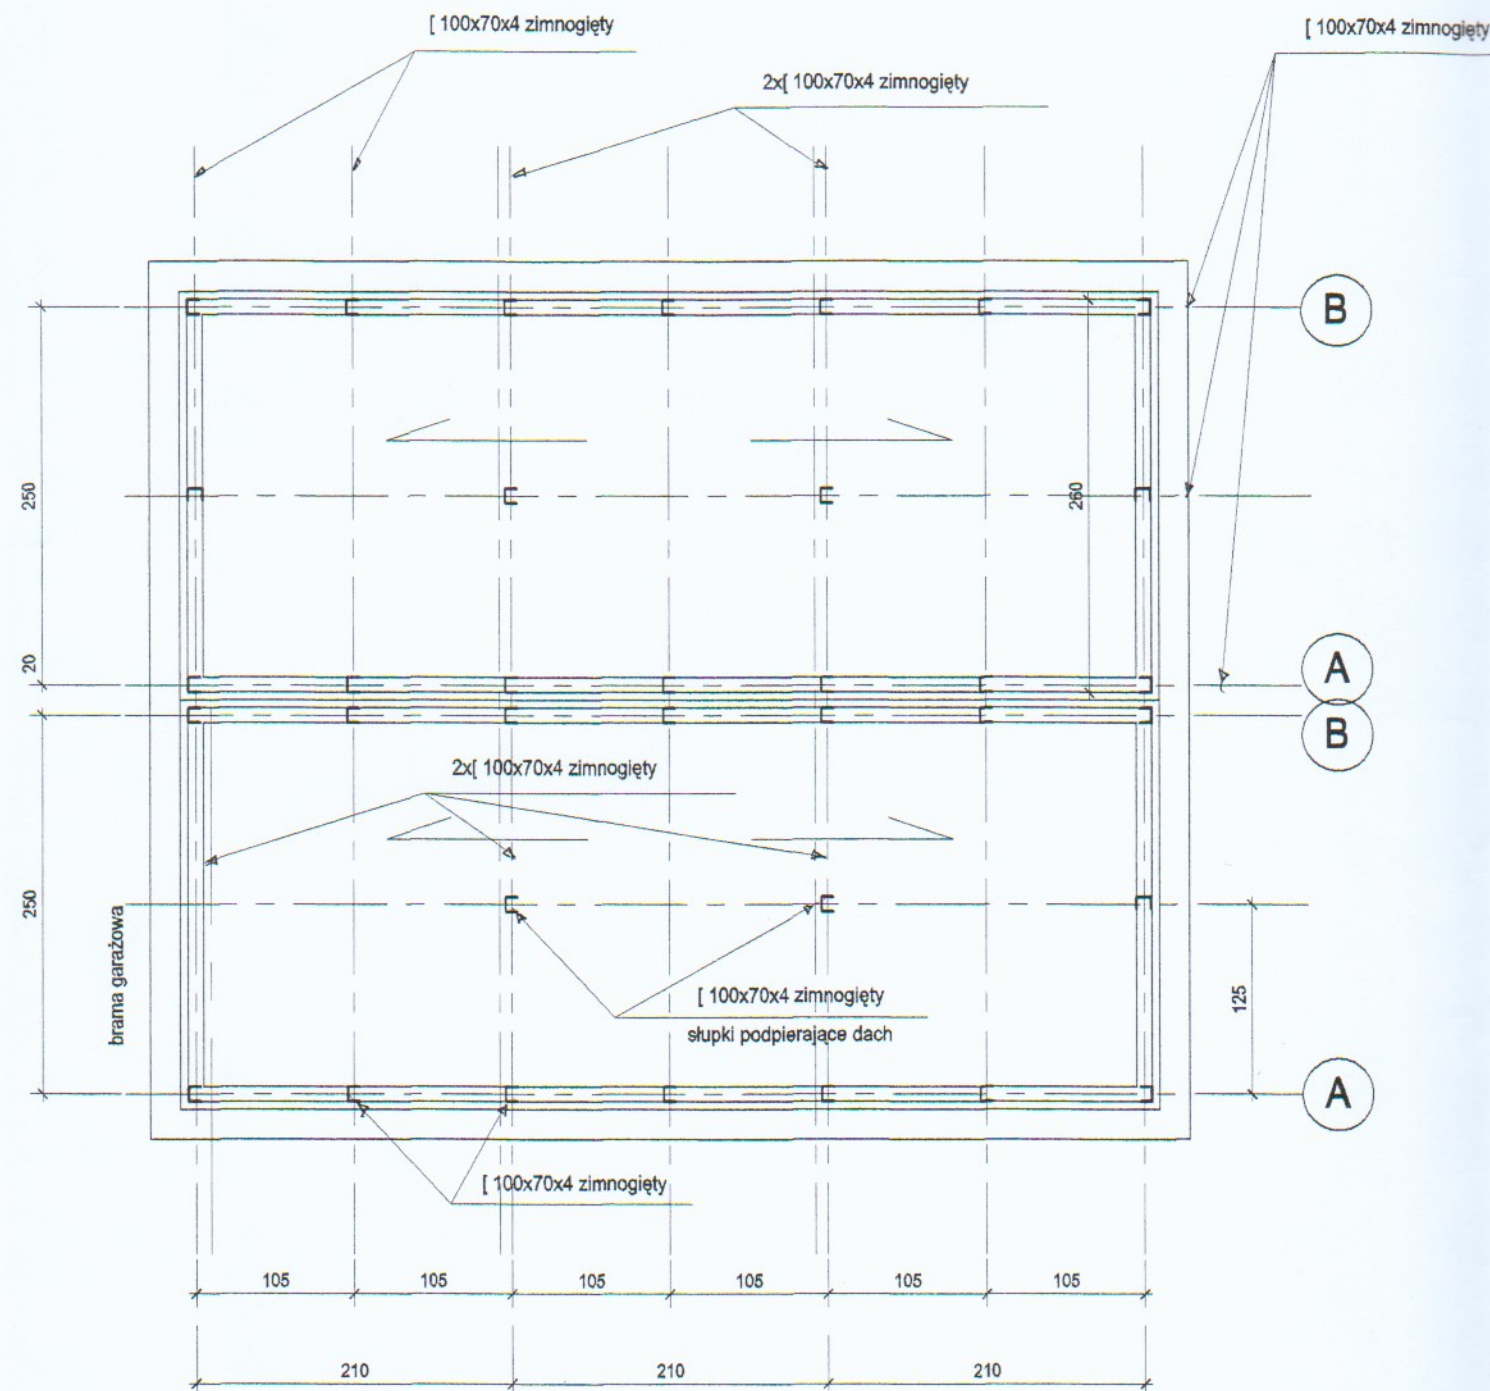 [ 100x70x4 zimnogięty
[ 100x70x4 zimnogięty
2x[ 100x70x4 zimnogięty
B
250
260
20
A
B
2x[ 100x70x4 zimnogięty
250
brama garażowa
[ 100x70x4 zimnogięty
słupki podpierające dach
125
A
[ 100x70x4 zimnogięty
105 105 105 105 105 105
210 210 210